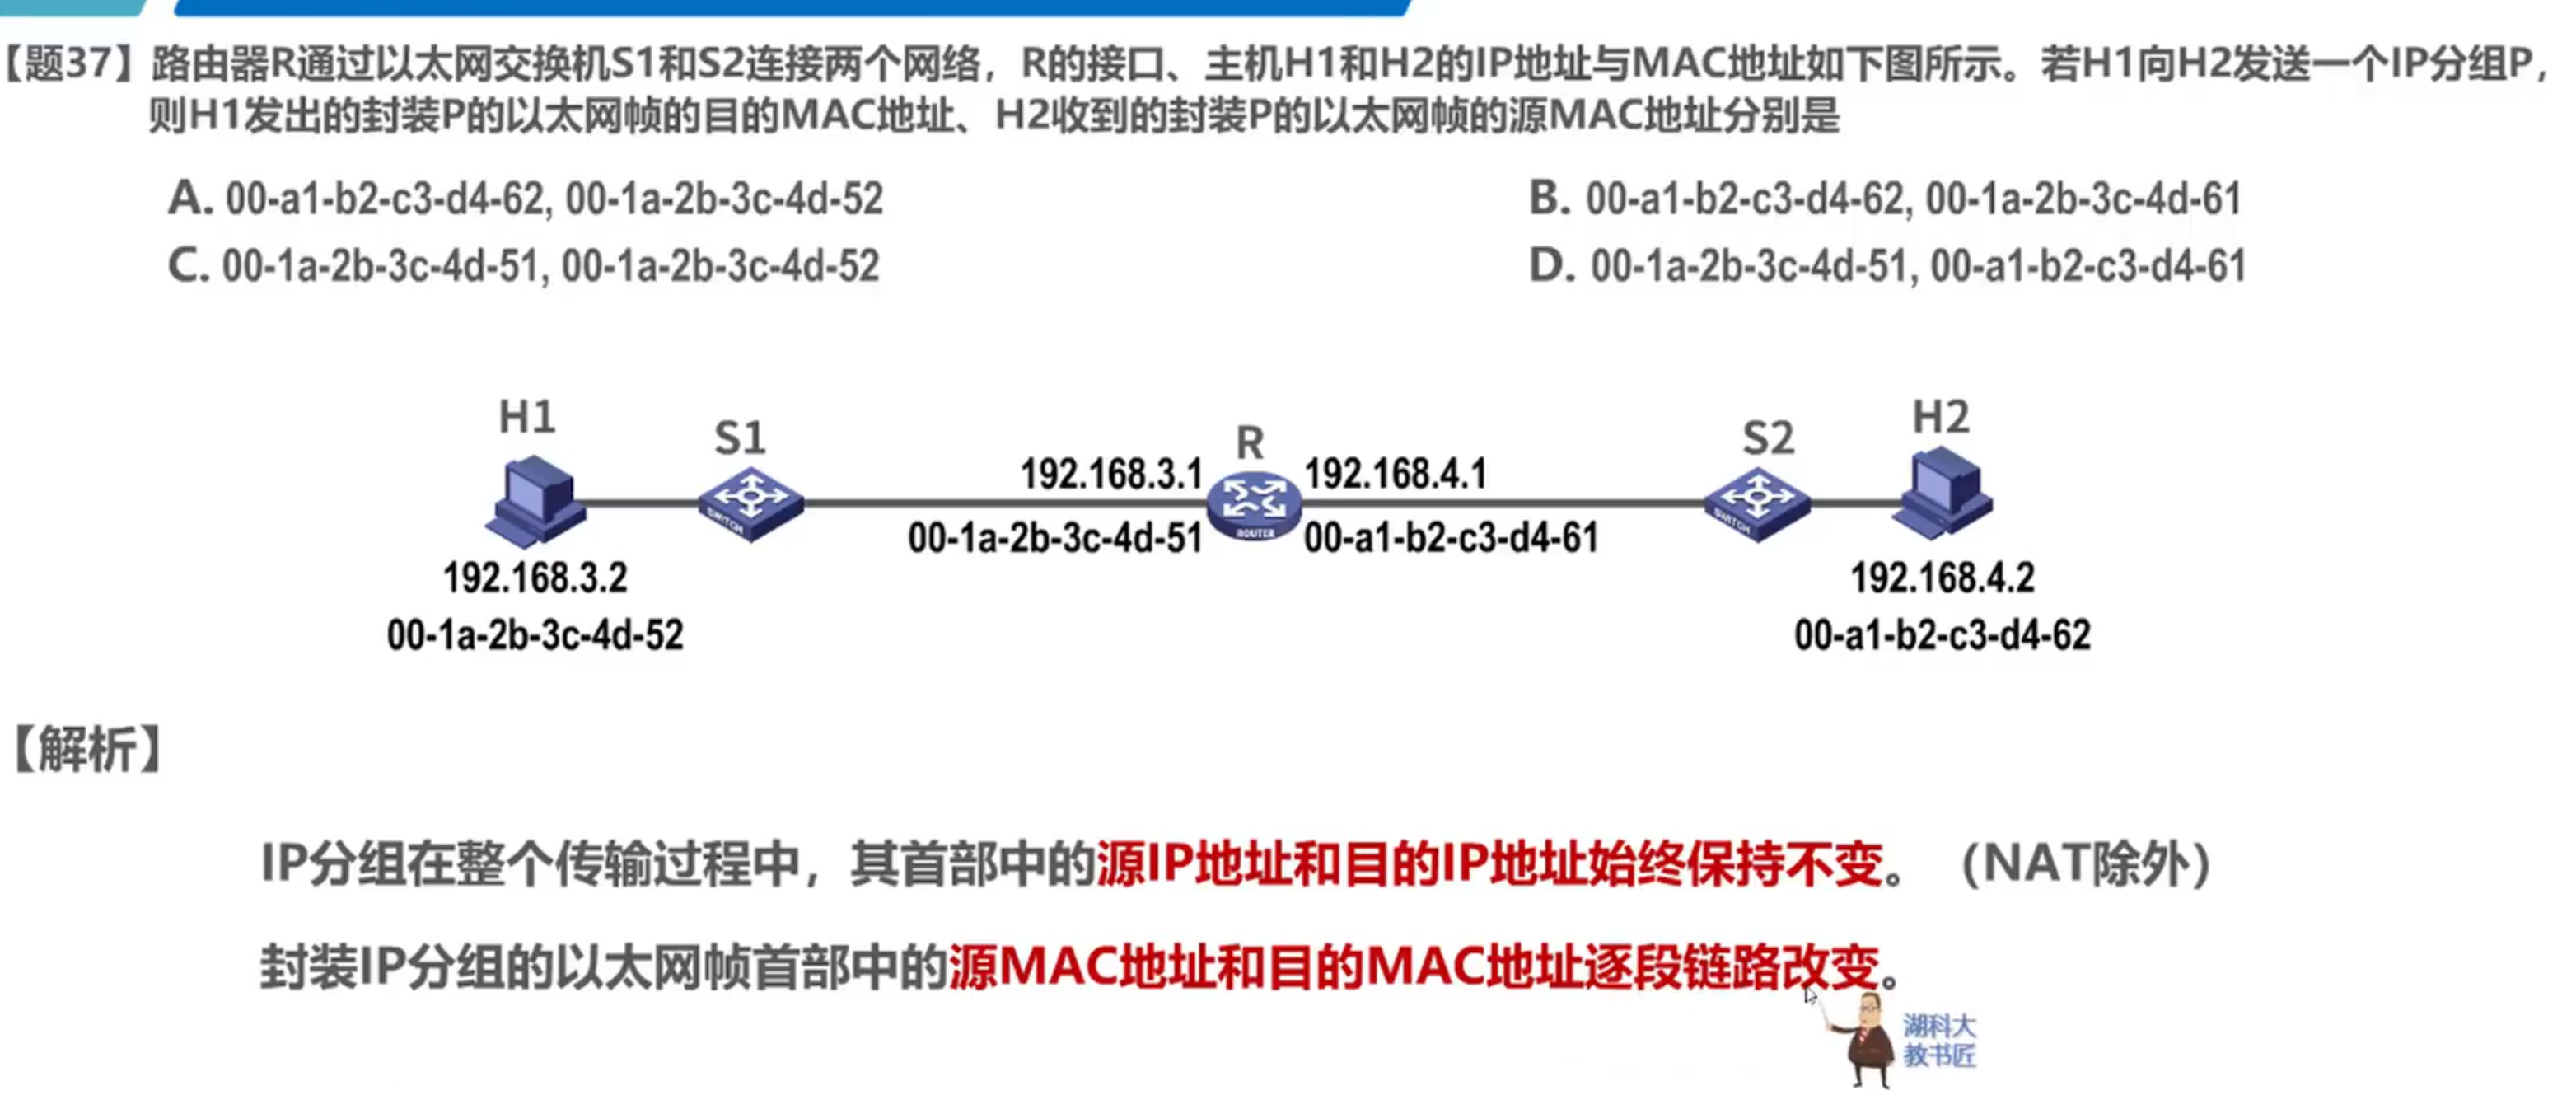 【题37】路由器R通过以太网交换机S1和S2连接两个网络，R的接口、主机H1和H2的IP地址与MAC地址如下图所示。若H1向H2发送一个IP分组P，
则H1发出的封装P的以太网帧的目的MAC地址、H2收到的封装P的以太网帧的源MAC地址分别是
A. 00-a1-b2-c3-d4-62, 00-1a-2b-3c-4d-52
B. 00-a1-b2-c3-d4-62, 00-1a-2b-3c-4d-61
C. 00-1a-2b-3c-4d-51, 00-1a-2b-3c-4d-52
D. 00-1a-2b-3c-4d-51, 00-a1-b2-c3-d4-61
H1
S1
R
S2
H2
192.168.3.1
192.168.4.1
SWITCH
ROUTER
SWITCH
00-1a-2b-3c-4d-51
00-a1-b2-c3-d4-61
192.168.3.2
192.168.4.2
00-1a-2b-3c-4d-52
00-a1-b2-c3-d4-62
【解析】
IP分组在整个传输过程中，其首部中的源IP地址和目的IP地址始终保持不变。（NAT除外）
封装IP分组的以太网帧首部中的源MAC地址和目的MAC地址逐段链路改变。
湖科大
教书匠